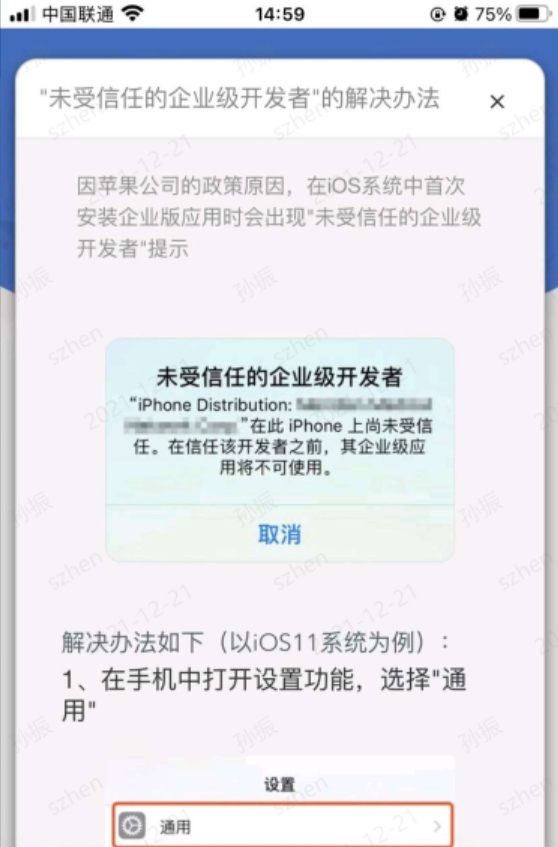 中国联通 14:59 75%
"未受信任的企业级开发者"的解决办法 ×
因苹果公司的政策原因，在iOS系统中首次
安装企业版应用时会出现"未受信任的企业级
开发者"提示
未受信任的企业级开发者
“iPhone Distribution:
”在此 iPhone 上尚未受信
任。在信任该开发者之前，其企业级应
用将不可使用。
取消
解决办法如下（以iOS11系统为例）：
1、在手机中打开设置功能，选择"通
用"
设置
通用
孙振
szhen
2021-12-21